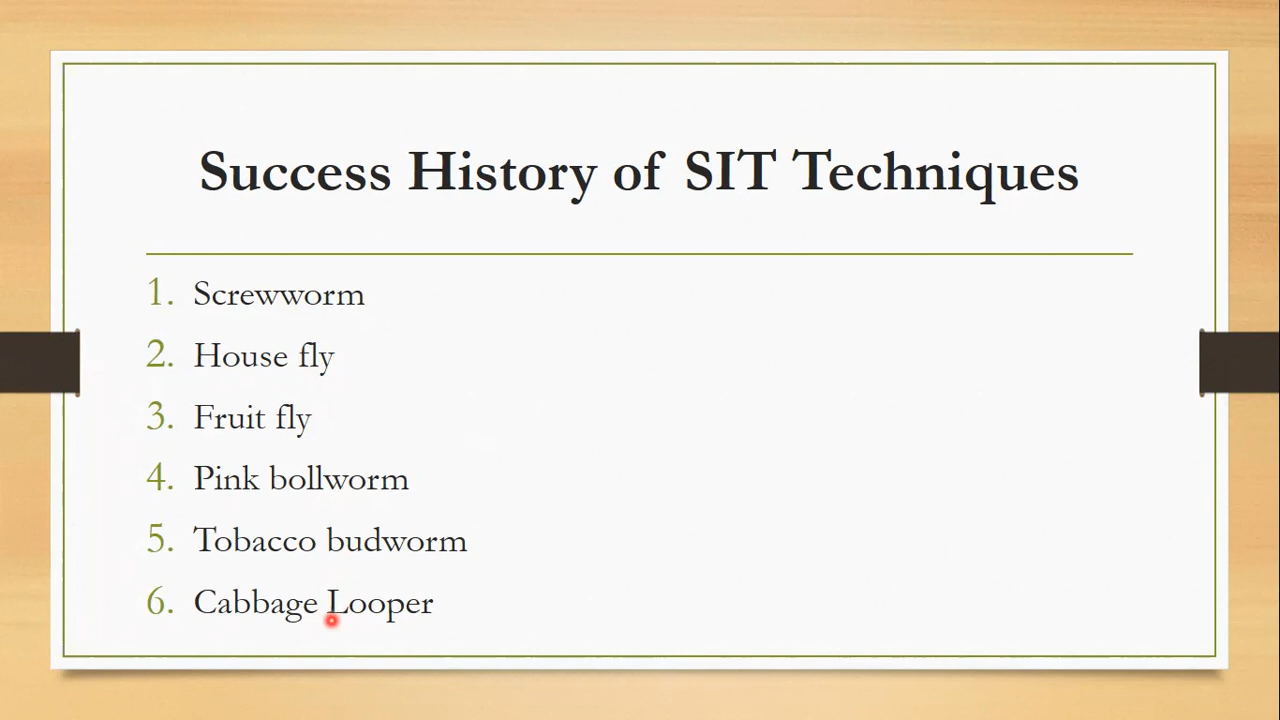 Success History of SIT Techniques
1. Screwworm
2. House fly
3. Fruit fly
4. Pink bollworm
5. Tobacco budworm
6. Cabbage Looper